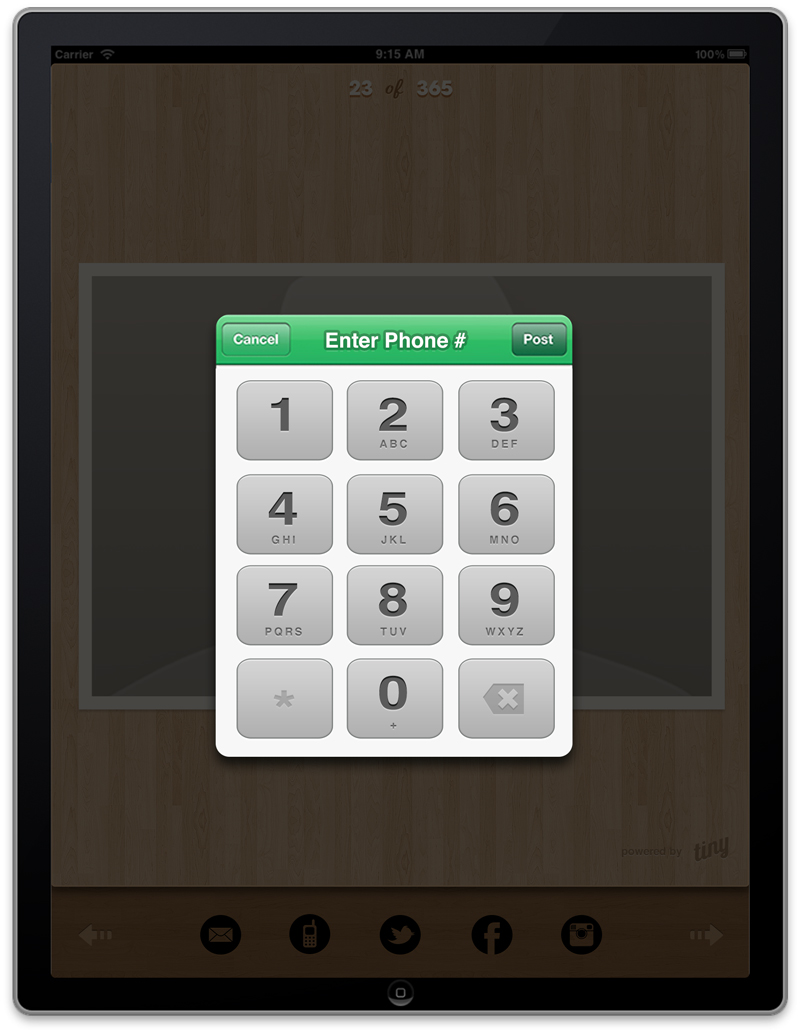 Carrier 9:15 AM 100%
23 of 365
Cancel Enter Phone # Post
1 2 3
ABC DEF
4 5 6
GHI JKL MNO
7 8 9
PQRS TUV WXYZ
* 0
+
powered by tiny